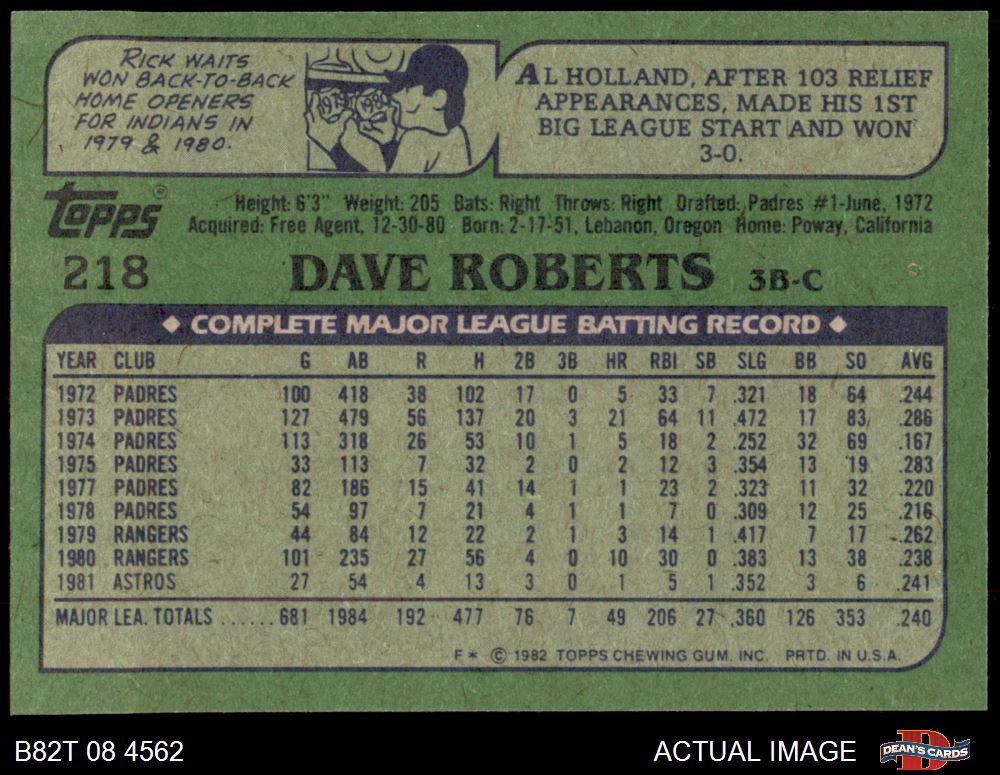 RICK WAITS
WON BACK-TO-BACK
HOME OPENERS
FOR INDIANS IN
1979 & 1980.
1979 1980
AL HOLLAND, AFTER 103 RELIEF
APPEARANCES, MADE HIS 1ST
BIG LEAGUE START AND WON
3-0.
TOPPS®
Height: 6'3" Weight: 205 Bats: Right Throws: Right Drafted: Padres #1-June, 1972
Acquired: Free Agent, 12-30-80 Born: 2-17-51, Lebanon, Oregon Home: Poway, California
218 DAVE ROBERTS 3B-C
◆ COMPLETE MAJOR LEAGUE BATTING RECORD ◆
YEAR CLUB G AB R H 2B 3B HR RBI SB SLG BB SO AVG
1972 PADRES 100 418 38 102 17 0 5 33 7 .321 18 64 .244
1973 PADRES 127 479 56 137 20 3 21 64 11 .472 17 83 .286
1974 PADRES 113 318 26 53 10 1 5 18 2 .252 32 69 .167
1975 PADRES 33 113 7 32 2 0 2 12 3 .354 13 19 .283
1977 PADRES 82 186 15 41 14 1 1 23 2 .323 11 32 .220
1978 PADRES 54 97 7 21 4 1 1 7 0 .309 12 25 .216
1979 RANGERS 44 84 12 22 2 1 3 14 1 .417 7 17 .262
1980 RANGERS 101 235 27 56 4 0 10 30 0 .383 13 38 .238
1981 ASTROS 27 54 4 13 3 0 1 5 1 .352 3 6 .241
MAJOR LEA. TOTALS ...... 681 1984 192 477 76 7 49 206 27 .360 126 353 .240
F* © 1982 TOPPS CHEWING GUM, INC. PRTD. IN U.S.A.
B82T 08 4562 ACTUAL IMAGE DEAN'S CARDS